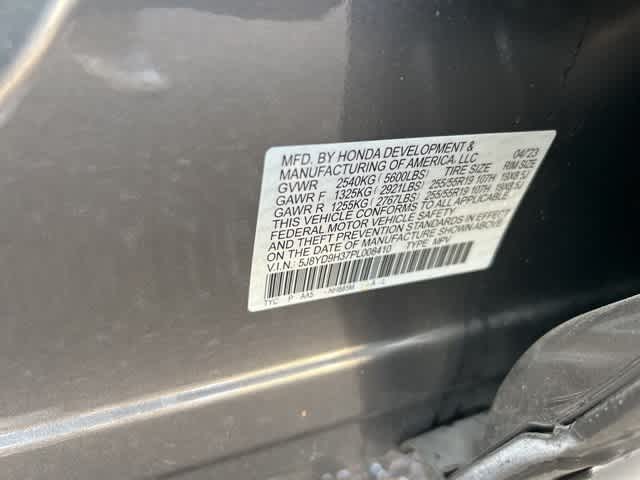 MFD. BY HONDA DEVELOPMENT & 04/23
MANUFACTURING OF AMERICA, LLC
GVWR 2540KG (5600LBS) TIRE SIZE RIM SIZE
GAWR F 1325KG (2921LBS) 255/55R19 107H 19X8.5J
GAWR R 1255KG (2767LBS) 255/55R19 107H 19X8.5J
THIS VEHICLE CONFORMS TO ALL APPLICABLE
FEDERAL MOTOR VEHICLE SAFETY
AND THEFT PREVENTION STANDARDS IN EFFECT
ON THE DATE OF MANUFACTURE SHOWN ABOVE
V.I.N.: 5J8YD9H37PL008410 TYPE: MPV
TYC P AAS